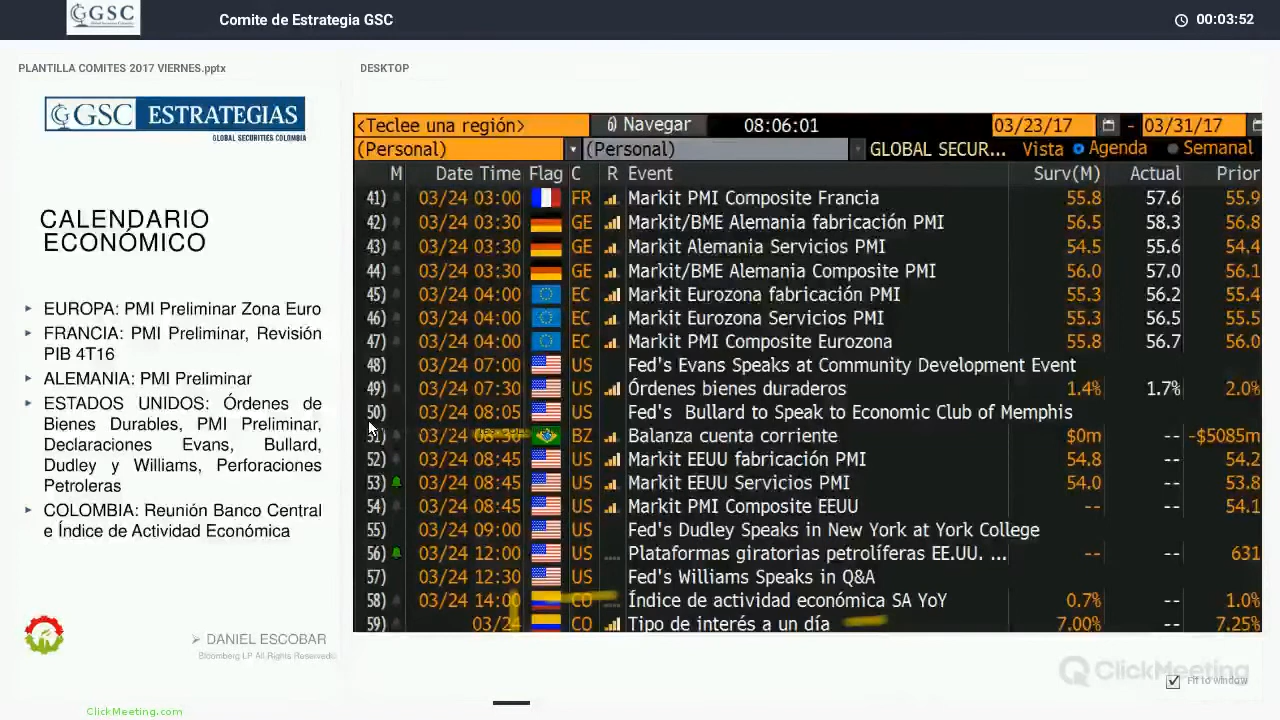 GSC
Comite de Estrategia GSC
00:03:52
PLANTILLA COMITES 2017 VIERNES.pptx
DESKTOP
GSC ESTRATEGIAS
GLOBAL SECURITIES COLOMBIA
CALENDARIO
ECONÓMICO
▸ EUROPA: PMI Preliminar Zona Euro
▸ FRANCIA: PMI Preliminar, Revisión
PIB 4T16
▸ ALEMANIA: PMI Preliminar
▸ ESTADOS UNIDOS: Órdenes de
Bienes Durables, PMI Preliminar,
Declaraciones Evans, Bullard,
Dudley y Williams, Perforaciones
Petroleras
▸ COLOMBIA: Reunión Banco Central
e Índice de Actividad Económica
➢ DANIEL ESCOBAR
Bloomberg LP All Rights Reserved
ClickMeeting.com
<Teclee una región> Navegar 08:06:01 03/23/17 - 03/31/17
(Personal) (Personal) GLOBAL SECUR... Vista Agenda Semanal
M Date Time Flag C R Event Surv(M) Actual Prior
41) 03/24 03:00 FR Markit PMI Composite Francia 55.8 57.6 55.9
42) 03/24 03:30 GE Markit/BME Alemania fabricación PMI 56.5 58.3 56.8
43) 03/24 03:30 GE Markit Alemania Servicios PMI 54.5 55.6 54.4
44) 03/24 03:30 GE Markit/BME Alemania Composite PMI 56.0 57.0 56.1
45) 03/24 04:00 EC Markit Eurozona fabricación PMI 55.3 56.2 55.4
46) 03/24 04:00 EC Markit Eurozona Servicios PMI 55.3 56.5 55.5
47) 03/24 04:00 EC Markit PMI Composite Eurozona 55.8 56.7 56.0
48) 03/24 07:00 US Fed's Evans Speaks at Community Development Event
49) 03/24 07:30 US Órdenes bienes duraderos 1.4% 1.7% 2.0%
50) 03/24 08:05 US Fed's Bullard to Speak to Economic Club of Memphis
51) 03/24 08:30 BZ Balanza cuenta corriente $0m -- -$5085m
52) 03/24 08:45 US Markit EEUU fabricación PMI 54.8 -- 54.2
53) 03/24 08:45 US Markit EEUU Servicios PMI 54.0 -- 53.8
54) 03/24 08:45 US Markit PMI Composite EEUU -- -- 54.1
55) 03/24 09:00 US Fed's Dudley Speaks in New York at York College
56) 03/24 12:00 US Plataformas giratorias petrolíferas EE.UU. ... -- -- 631
57) 03/24 12:30 US Fed's Williams Speaks in Q&A
58) 03/24 14:00 CO Índice de actividad económica SA YoY 0.7% -- 1.0%
59) 03/24 CO Tipo de interés a un día 7.00% -- 7.25%
ClickMeeting
Fit to window